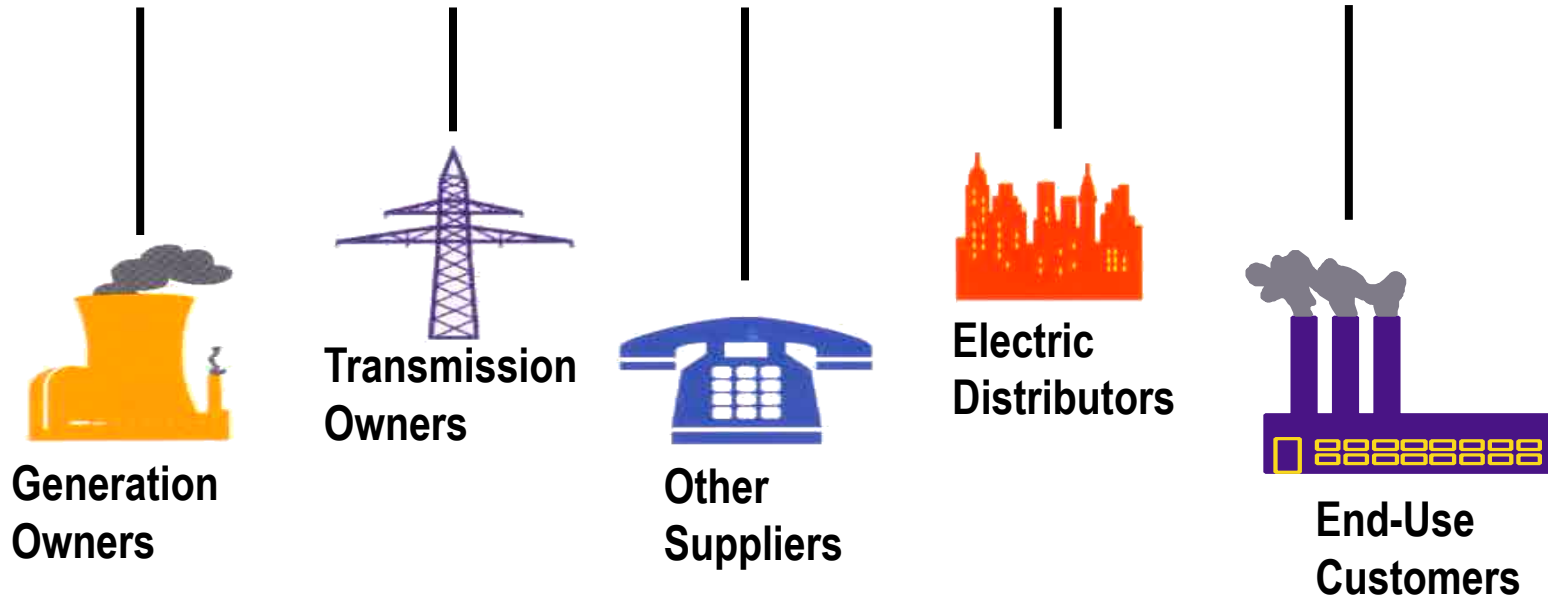 Generation
Owners
Transmission
Owners
Other
Suppliers
Electric
Distributors
End-Use
Customers